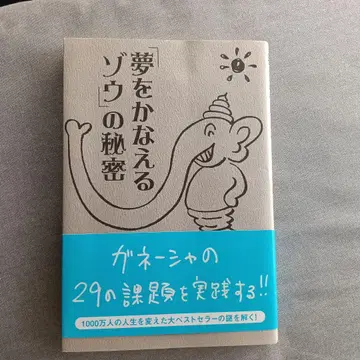 「夢をかなえる
ゾウ」の秘密
ガネーシャの
29の課題を実践する!!
1000万人の人生を変えた大ベストセラーの謎を解く!